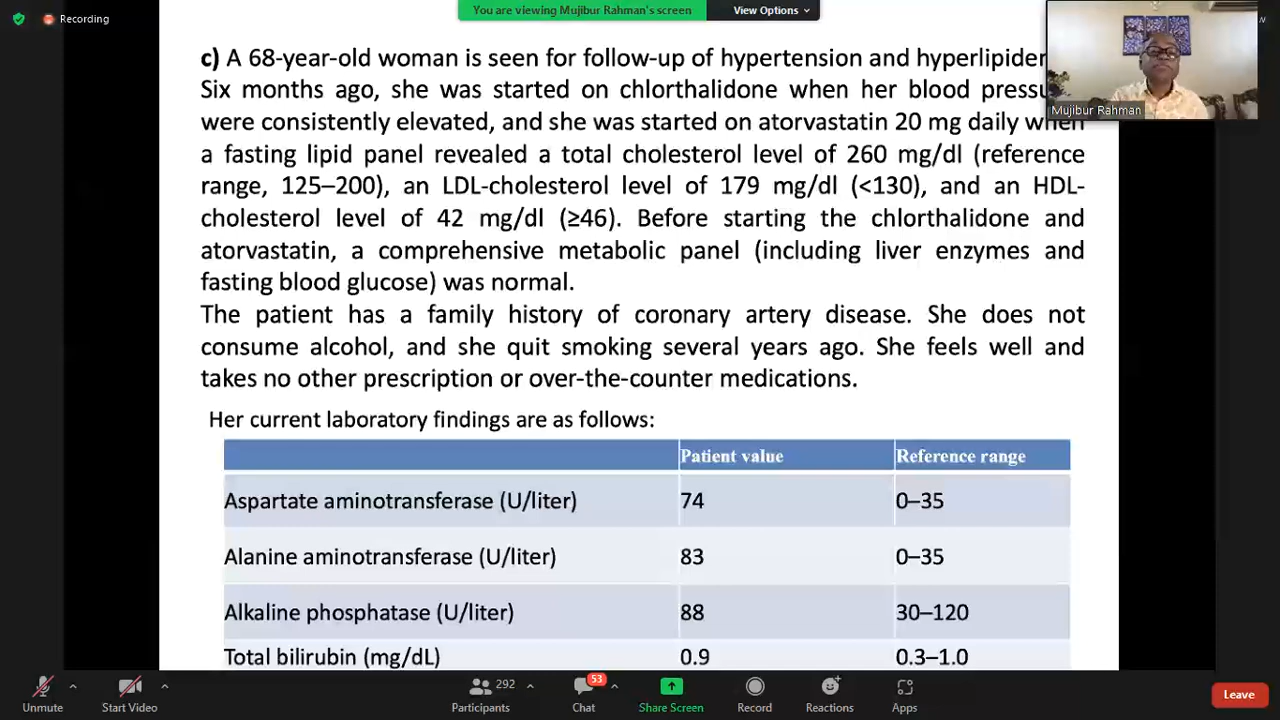 Recording
You are viewing Mujibur Rahman's screen
View Options
c) A 68-year-old woman is seen for follow-up of hypertension and
Six months ago, she was started on chlorthalidone when her blood
were consistently elevated, and she was started on atorvastatin 20 mg daily when
a fasting lipid panel revealed a total cholesterol level of 260 mg/dl (reference
range, 125–200), an LDL-cholesterol level of 179 mg/dl (<130), and an HDL-
cholesterol level of 42 mg/dl (≥46). Before starting the chlorthalidone and
atorvastatin, a comprehensive metabolic panel (including liver enzymes and
fasting blood glucose) was normal.
The patient has a family history of coronary artery disease. She does not
consume alcohol, and she quit smoking several years ago. She feels well and
takes no other prescription or over-the-counter medications.
Her current laboratory findings are as follows:
Patient value Reference range
Aspartate aminotransferase (U/liter) 74 0–35
Alanine aminotransferase (U/liter) 83 0–35
Alkaline phosphatase (U/liter) 88 30–120
Total bilirubin (mg/dL) 0.9 0.3–1.0
Mujibur Rahman
Unmute
Start Video
292
Participants
53
Chat
Share Screen
Record
Reactions
Apps
Leave